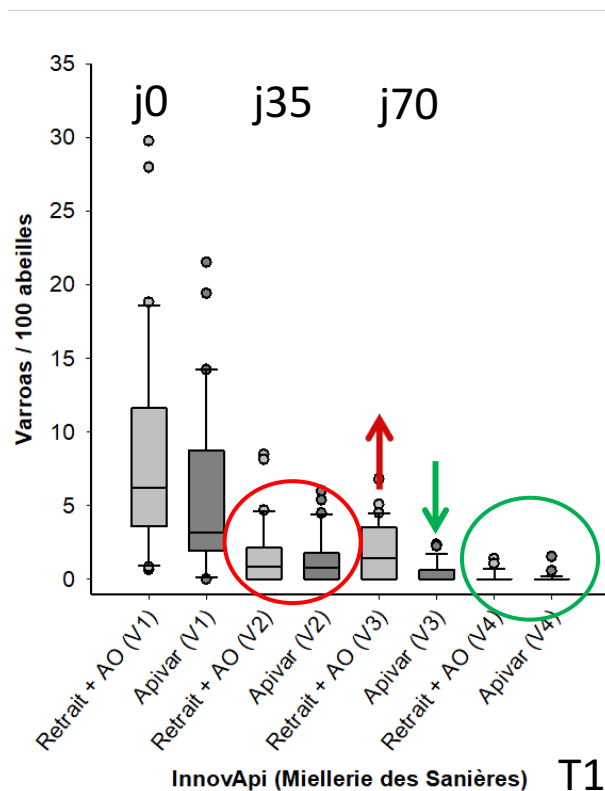 j0 j35 j70
35
30
25
20
15
10
5
0
Varroas / 100 abeilles
Retrait + AO (V1)
Apivar (V1)
Retrait + AO (V2)
Apivar (V2)
Retrait + AO (V3)
Apivar (V3)
Retrait + AO (V4)
Apivar (V4)
InnovApi (Miellerie des Sanières) T1